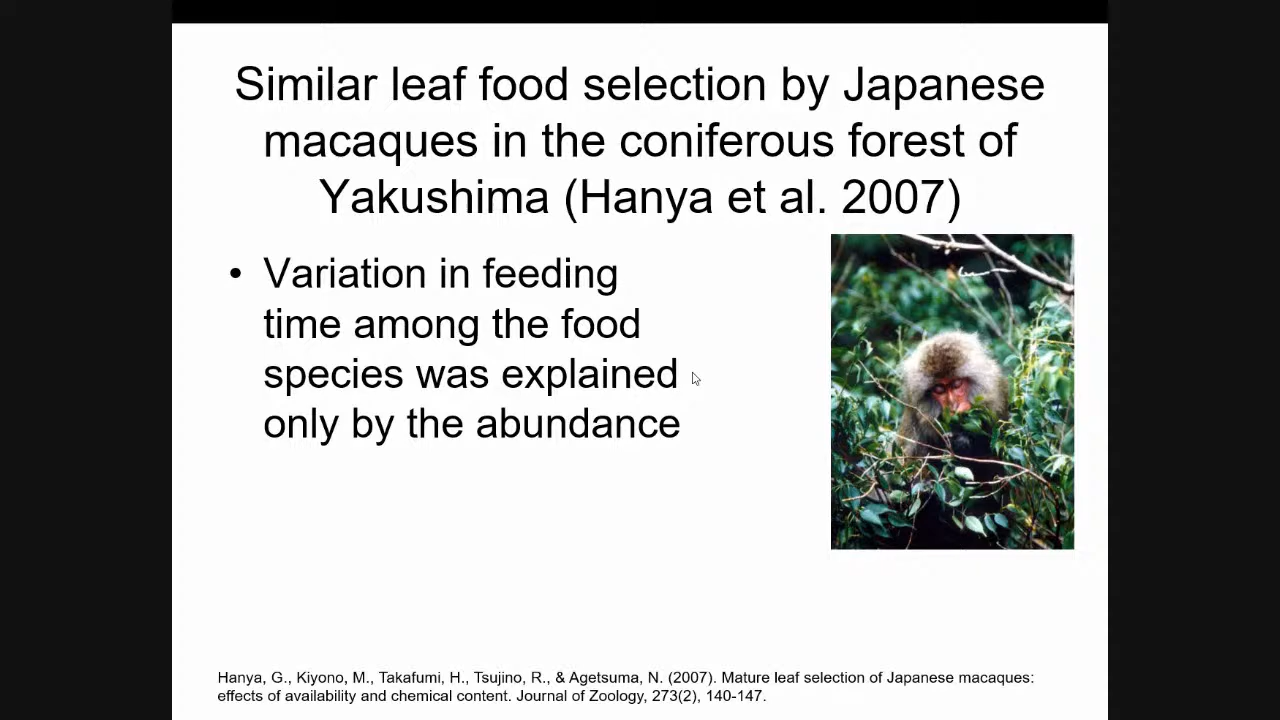 Similar leaf food selection by Japanese
macaques in the coniferous forest of
Yakushima (Hanya et al. 2007)
• Variation in feeding
time among the food
species was explained
only by the abundance
Hanya, G., Kiyono, M., Takafumi, H., Tsujino, R., & Agetsuma, N. (2007). Mature leaf selection of Japanese macaques:
effects of availability and chemical content. Journal of Zoology, 273(2), 140-147.